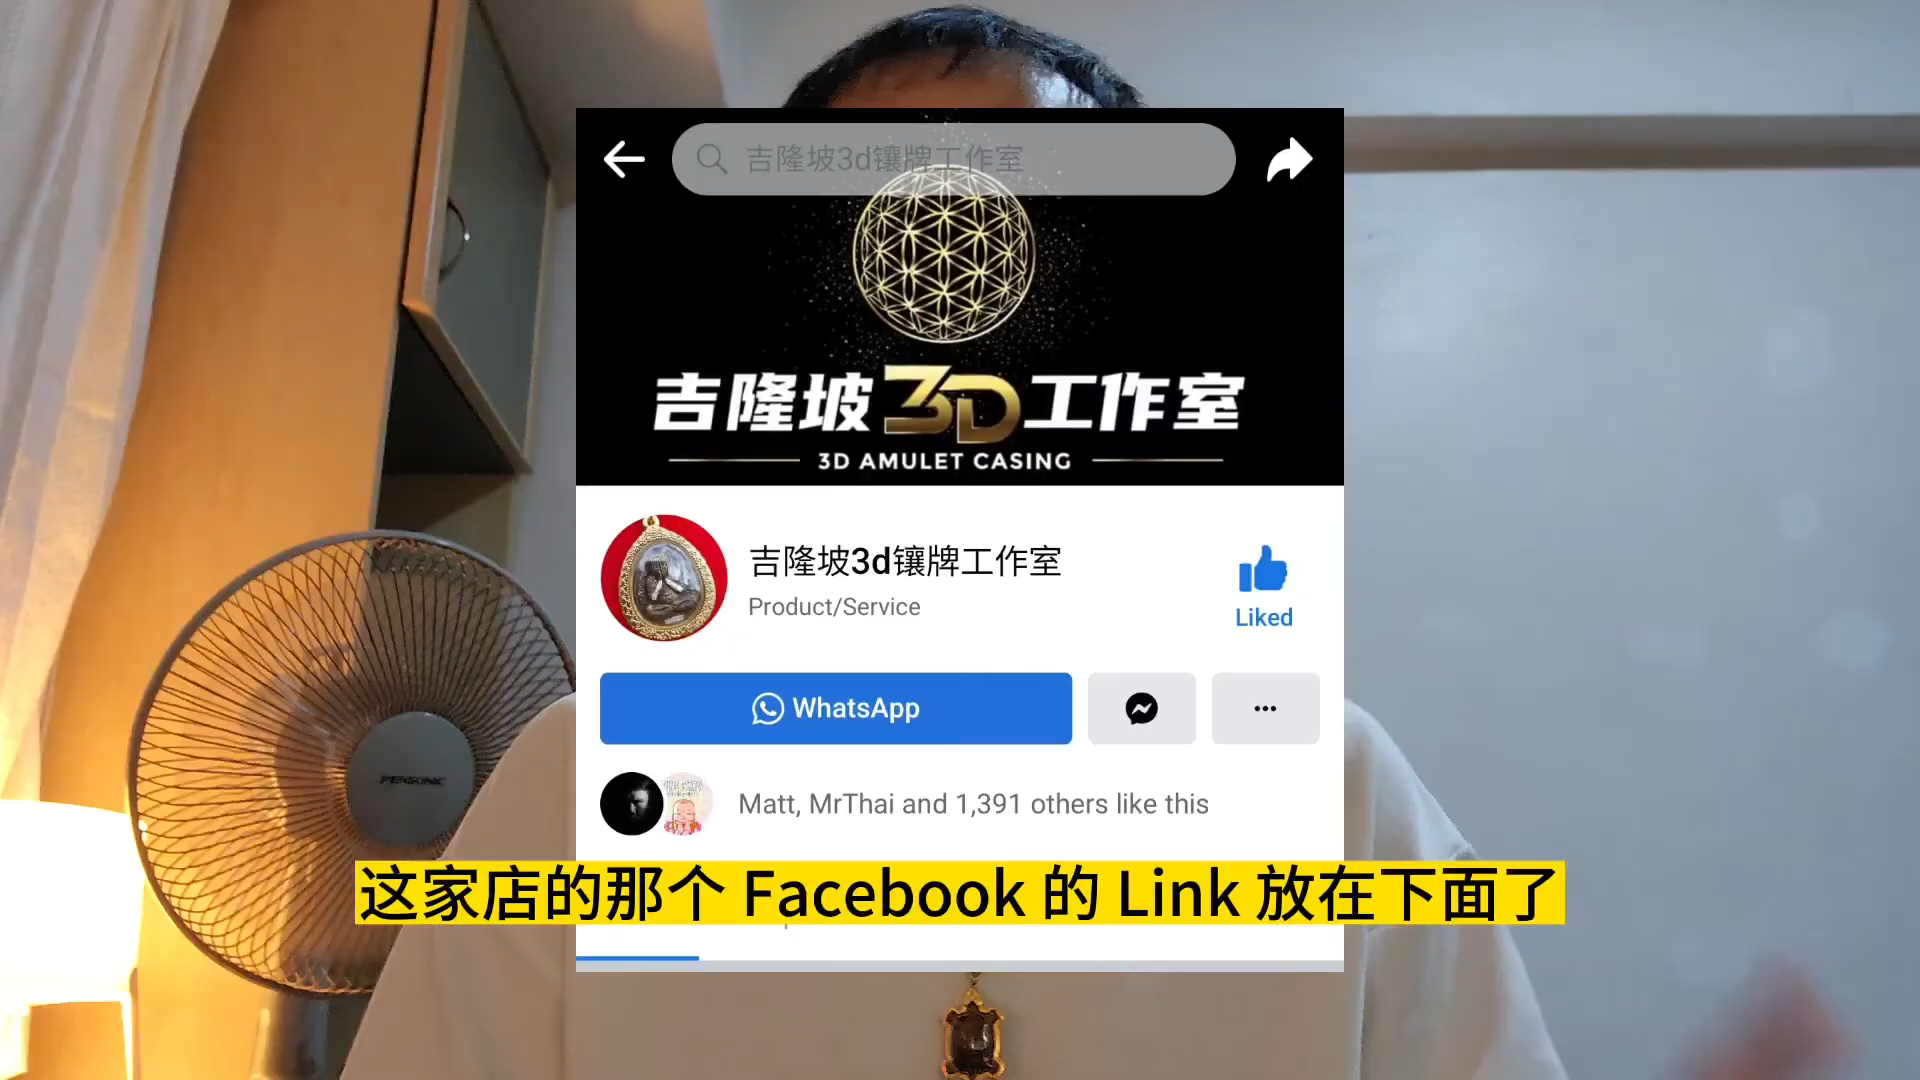 吉隆坡3d镶牌工作室
吉隆坡3D工作室
3D AMULET CASING
吉隆坡3d镶牌工作室
Product/Service
Liked
WhatsApp
Matt, MrThai and 1,391 others like this
这家店的那个 Facebook 的 Link 放在下面了
PENSONIC